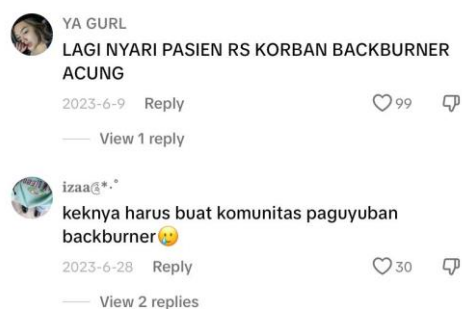 YA GURL
LAGI NYARI PASIEN RS KORBAN BACKBURNER
ACUNG
2023-6-9 Reply 99
View 1 reply
izaa
keknya harus buat komunitas paguyuban
backburner🥲
2023-6-28 Reply 30
View 2 replies